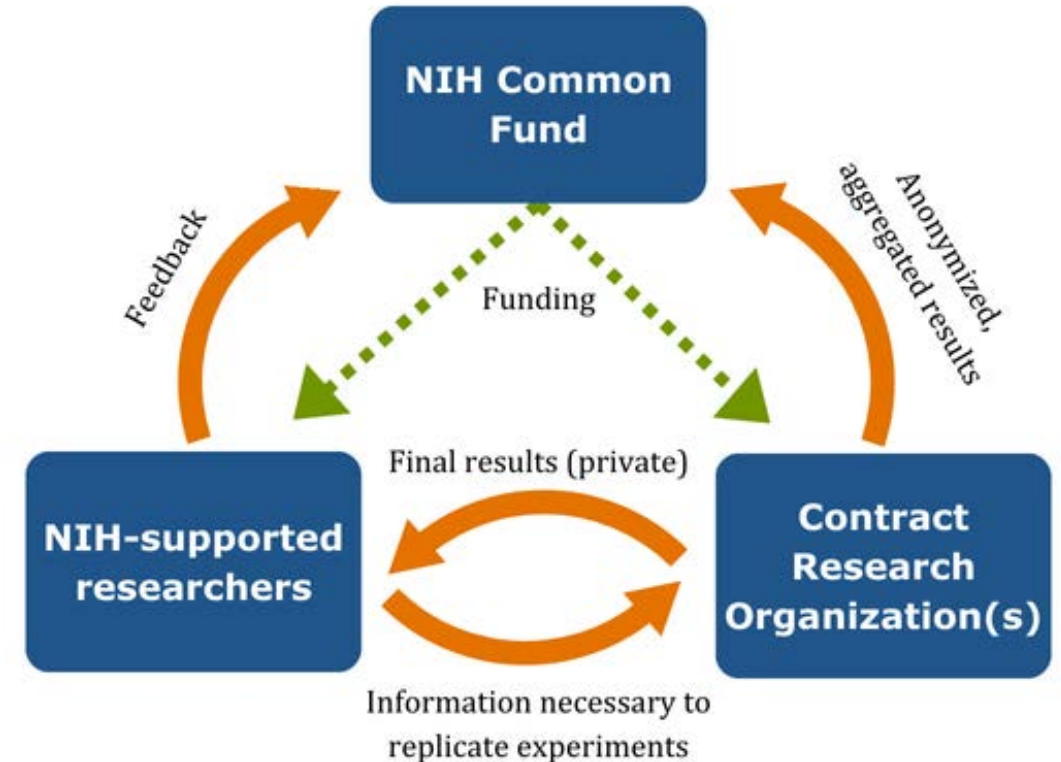 NIH Common
Fund
Feedback
Anonymized,
aggregated results
Funding
Final results (private)
NIH-supported
researchers
Contract
Research
Organization(s)
Information necessary to
replicate experiments